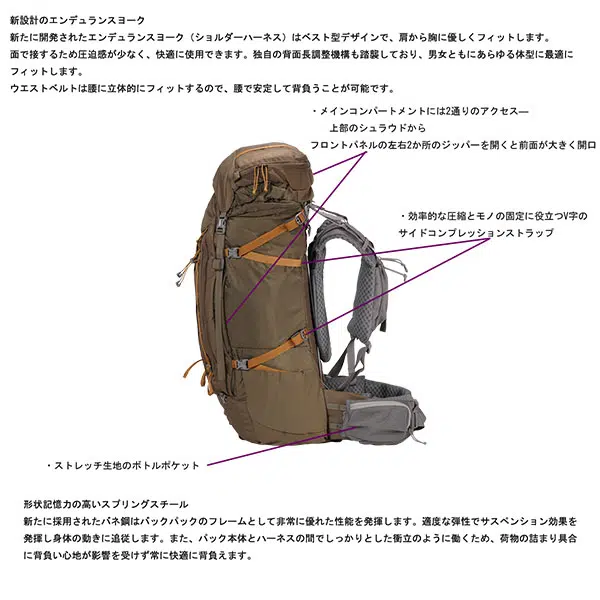 新設計のエンデュランスヨーク
新たに開発されたエンデュランスヨーク（ショルダーハーネス）はベスト型デザインで、肩から胸に優しくフィットします。
面で接するため圧迫感が少なく、快適に使用できます。独自の背面長調整機構も踏襲しており、男女ともにあらゆる体型に最適に
フィットします。
ウエストベルトは腰に立体的にフィットするので、腰で安定して背負うことが可能です。
・メインコンパートメントには2通りのアクセス―
上部のシュラウドから
フロントパネルの左右2か所のジッパーを開くと前面が大きく開口
・効率的な圧縮とモノの固定に役立つV字の
サイドコンプレッションストラップ
・ストレッチ生地のボトルポケット
形状記憶力の高いスプリングスチール
新たに採用されたバネ鋼はバックパックのフレームとして非常に優れた性能を発揮します。適度な弾性でサスペンション効果を
発揮し身体の動きに追従します。また、パック本体とハーネスの間でしっかりとした衝立のように働くため、荷物の詰まり具合
に背負い心地が影響を受けず常に快適に背負えます。